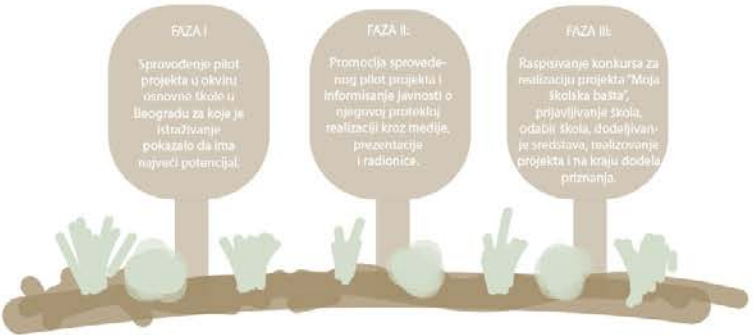 FAZA I
Sprovođenje pilot
projekta u okviru
osnovne škole u
Beogradu za koje je
istraživanje
pokazalo da ima
najveći potencijal.
FAZA II:
Promocija sprovede-
nog pilot projekta i
informisanje javnosti o
njegovoj protekloj
realizaciji kroz medije,
prezentacije
i radionice.
FAZA III:
Raspisivanje konkursa za
realizaciju projekta "Moja
školska bašta",
prijavljivanje škola,
odabir škola, dodeljivan-
je sredstava, realizovanje
projekta i na kraju dodela
priznanja.